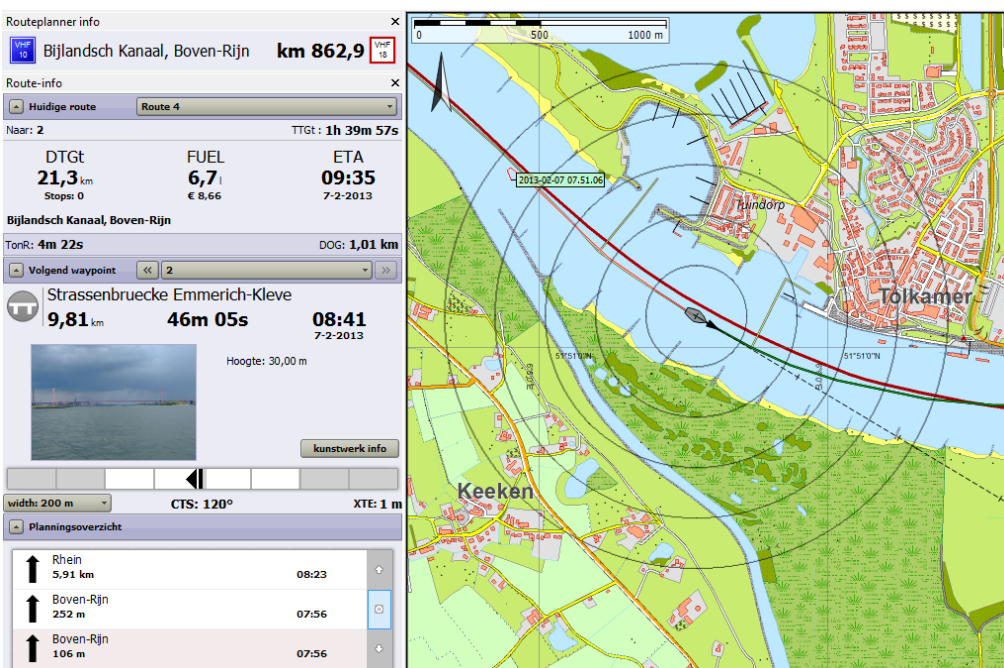 Routeplanner info
VHF 10
Bijlandsch Kanaal, Boven-Rijn
km 862,9
VHF 18
Route-info
Huidige route
Route 4
Naar: 2
TTGt : 1h 39m 57s
DTGt FUEL ETA
21,3 km 6,7 l 09:35
Stops: 0 € 8,66 7-2-2013
Bijlandsch Kanaal, Boven-Rijn
TonR: 4m 22s
DOG: 1,01 km
Volgend waypoint
<<
2
>>
Strassenbruecke Emmerich-Kleve
9,81 km 46m 05s 08:41
7-2-2013
Hoogte: 30,00 m
kunstwerk info
width: 200 m
CTS: 120°
XTE: 1 m
Planningsoverzicht
Rhein
5,91 km 08:23
Boven-Rijn
252 m 07:56
Boven-Rijn
106 m 07:56
0 500 1000 m
2013-02-07 07.51.06
Tuindorp
Tolkamer
51°51'0"N
51°51'0"N
Keeken